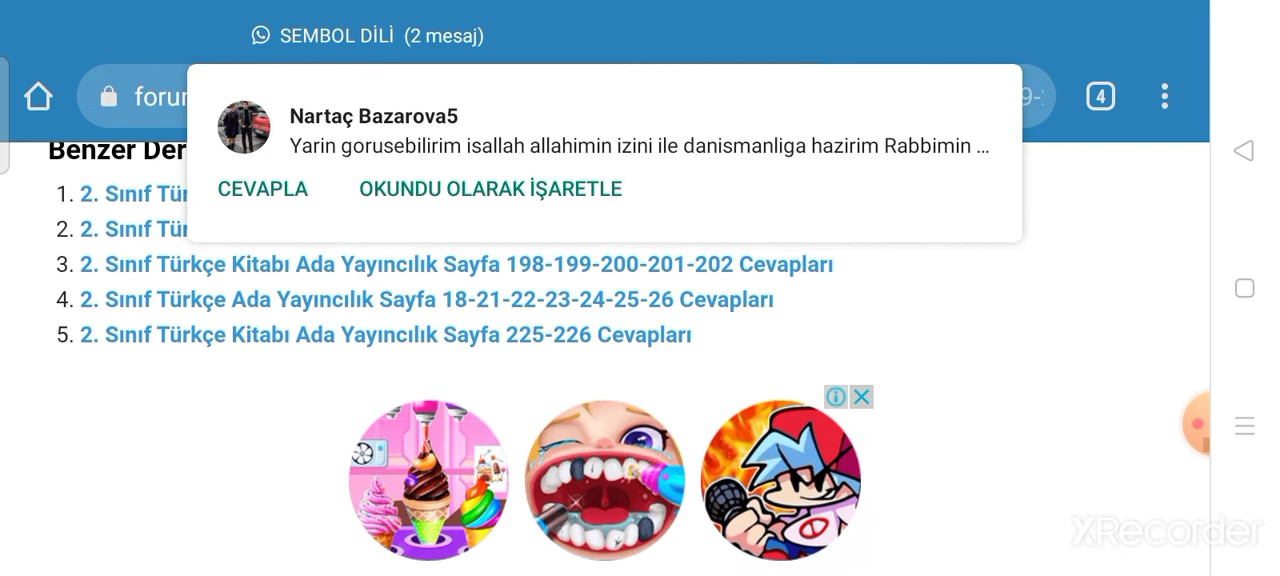 SEMBOL DİLİ (2 mesaj)
Nartaç Bazarova5
Yarin gorusebilirim isallah allahimin izini ile danismanliga hazirim Rabbimin ...
CEVAPLA OKUNDU OLARAK İŞARETLE
4
Benzer Der
1. 2. Sınıf Tür
2. 2. Sınıf Tür
3. 2. Sınıf Türkçe Kitabı Ada Yayıncılık Sayfa 198-199-200-201-202 Cevapları
4. 2. Sınıf Türkçe Ada Yayıncılık Sayfa 18-21-22-23-24-25-26 Cevapları
5. 2. Sınıf Türkçe Kitabı Ada Yayıncılık Sayfa 225-226 Cevapları
XRecorder